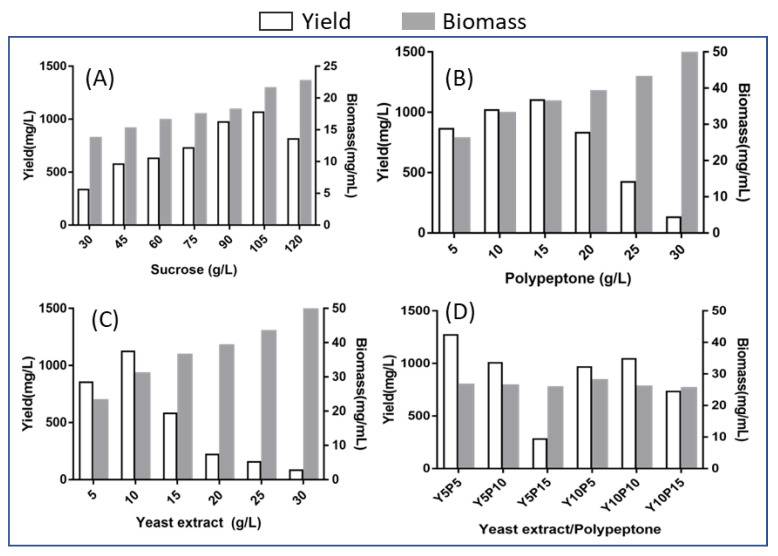 Yield Biomass
(A)
1500
1000
500
0
Yield(mg/L)
25
20
15
10
5
0
Biomass(mg/mL)
30 45 60 75 90 105 120
Sucrose (g/L)
(B)
1500
1000
500
0
Yield(mg/L)
50
40
30
20
10
0
Biomass(mg/mL)
5 10 15 20 25 30
Polypeptone (g/L)
(C)
1500
1000
500
0
Yield(mg/L)
50
40
30
20
10
0
Biomass(mg/mL)
5 10 15 20 25 30
Yeast extract (g/L)
(D)
1500
1000
500
0
Yield(mg/L)
50
40
30
20
10
0
Biomass(mg/mL)
Y5P5 Y5P10 Y5P15 Y10P5 Y10P10 Y10P15
Yeast extract/Polypeptone